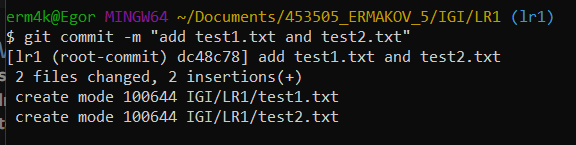 erm4k@Egor MINGW64 ~/Documents/453505_ERMAKOV_5/IGI/LR1 (lr1)
$ git commit -m "add test1.txt and test2.txt"
[lr1 (root-commit) dc48c78] add test1.txt and test2.txt
 2 files changed, 2 insertions(+)
 create mode 100644 IGI/LR1/test1.txt
 create mode 100644 IGI/LR1/test2.txt